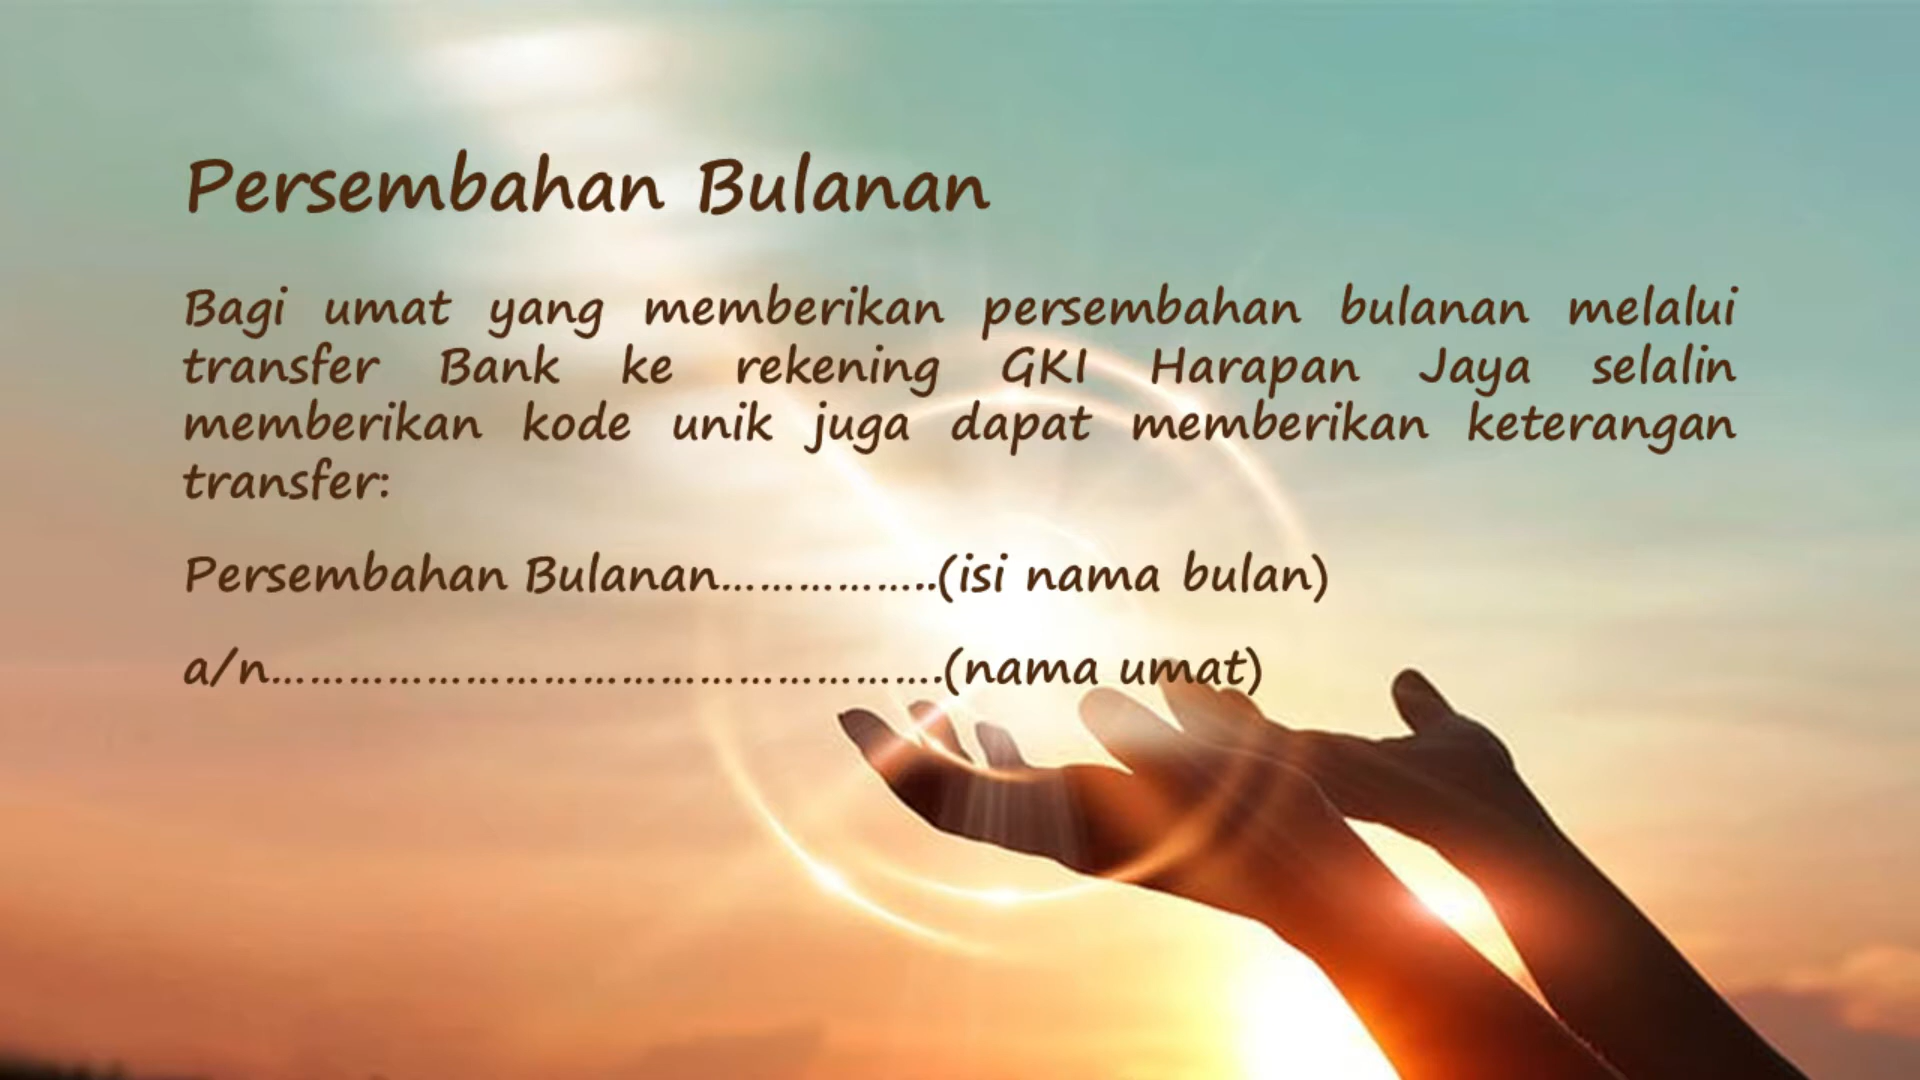 Persembahan Bulanan
Bagi umat yang memberikan persembahan bulanan melalui
transfer Bank ke rekening GKI Harapan Jaya selalin
memberikan kode unik juga dapat memberikan keterangan
transfer:
Persembahan Bulanan……………..(isi nama bulan)
a/n…………………………………………….(nama umat)